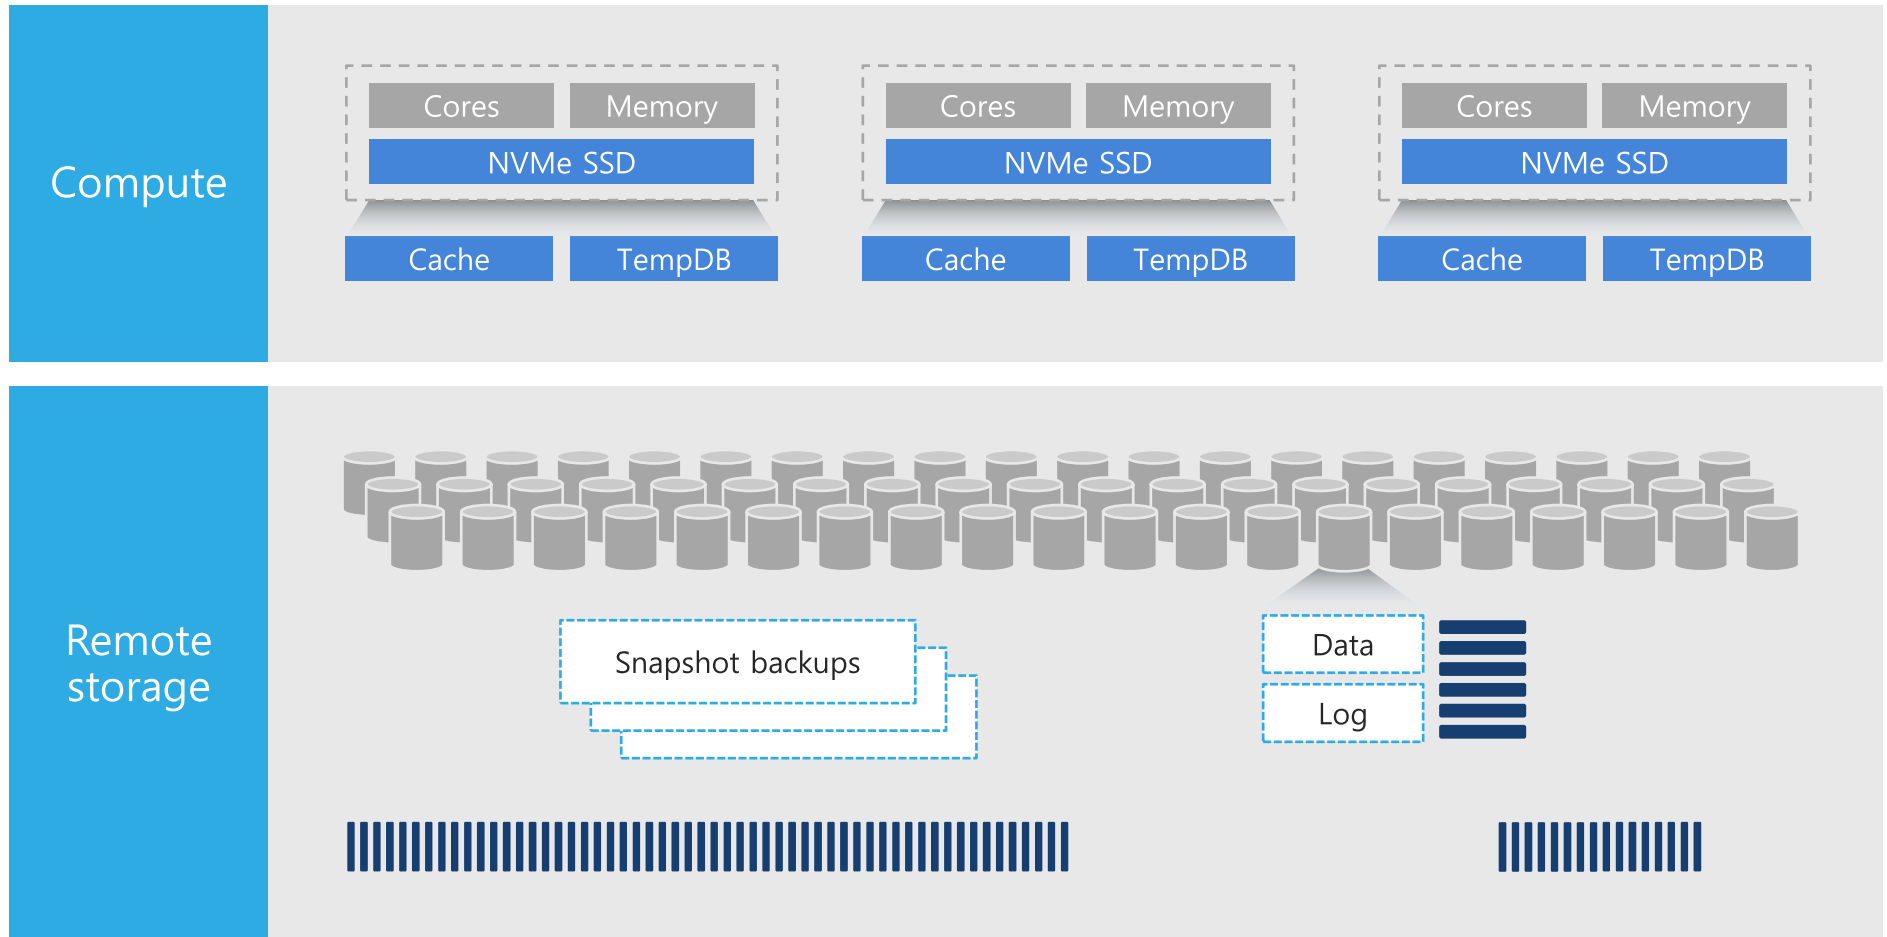 Compute
Cores Memory
NVMe SSD
Cache TempDB
Cores Memory
NVMe SSD
Cache TempDB
Cores Memory
NVMe SSD
Cache TempDB
Remote
storage
Snapshot backups
Data
Log